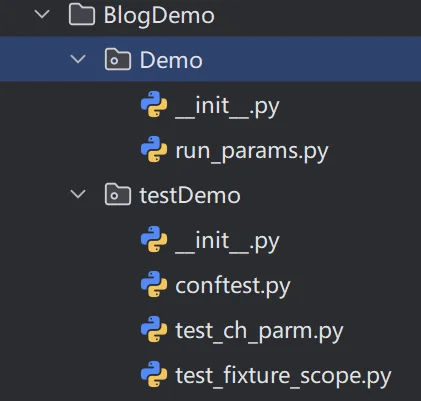 BlogDemo
Demo
__init__.py
run_params.py
testDemo
__init__.py
conftest.py
test_ch_parm.py
test_fixture_scope.py